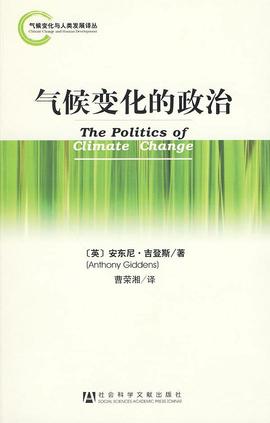 气候变化与人类发展译丛
Climate Change and Human Development
气候变化的政治
The Politics of
Climate Change
〔英〕安东尼·吉登斯/著
(Anthony Giddens)
曹荣湘/译
社会科学文献出版社
SOCIAL SCIENCES ACADEMIC PRESS (CHINA)